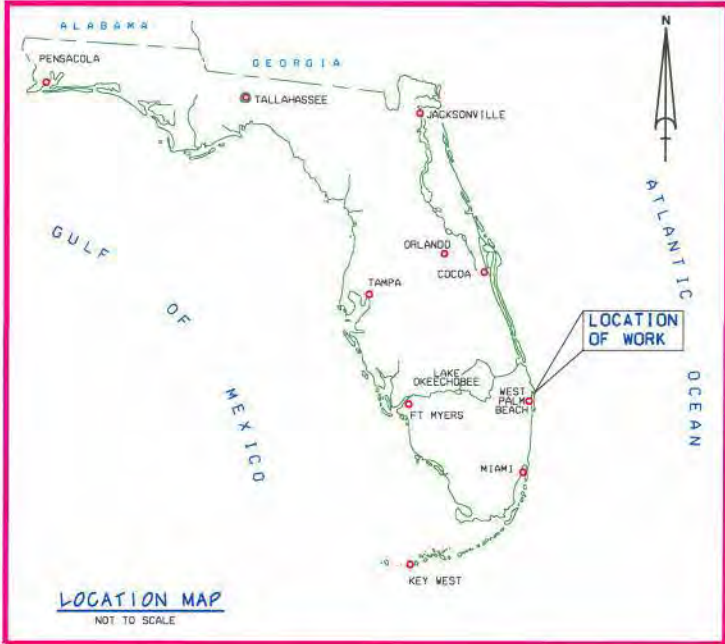 ALABAMA
N
PENSACOLA
GEORGIA
TALLAHASSEE
JACKSONVILLE
ATLANTIC
OCEAN
GULF
OF
MEXICO
ORLANDO
COCOA
TAMPA
LOCATION
OF WORK
LAKE
OKEECHOBEE
WEST
PALM
BEACH
FT MYERS
MIAMI
KEY WEST
LOCATION MAP
NOT TO SCALE